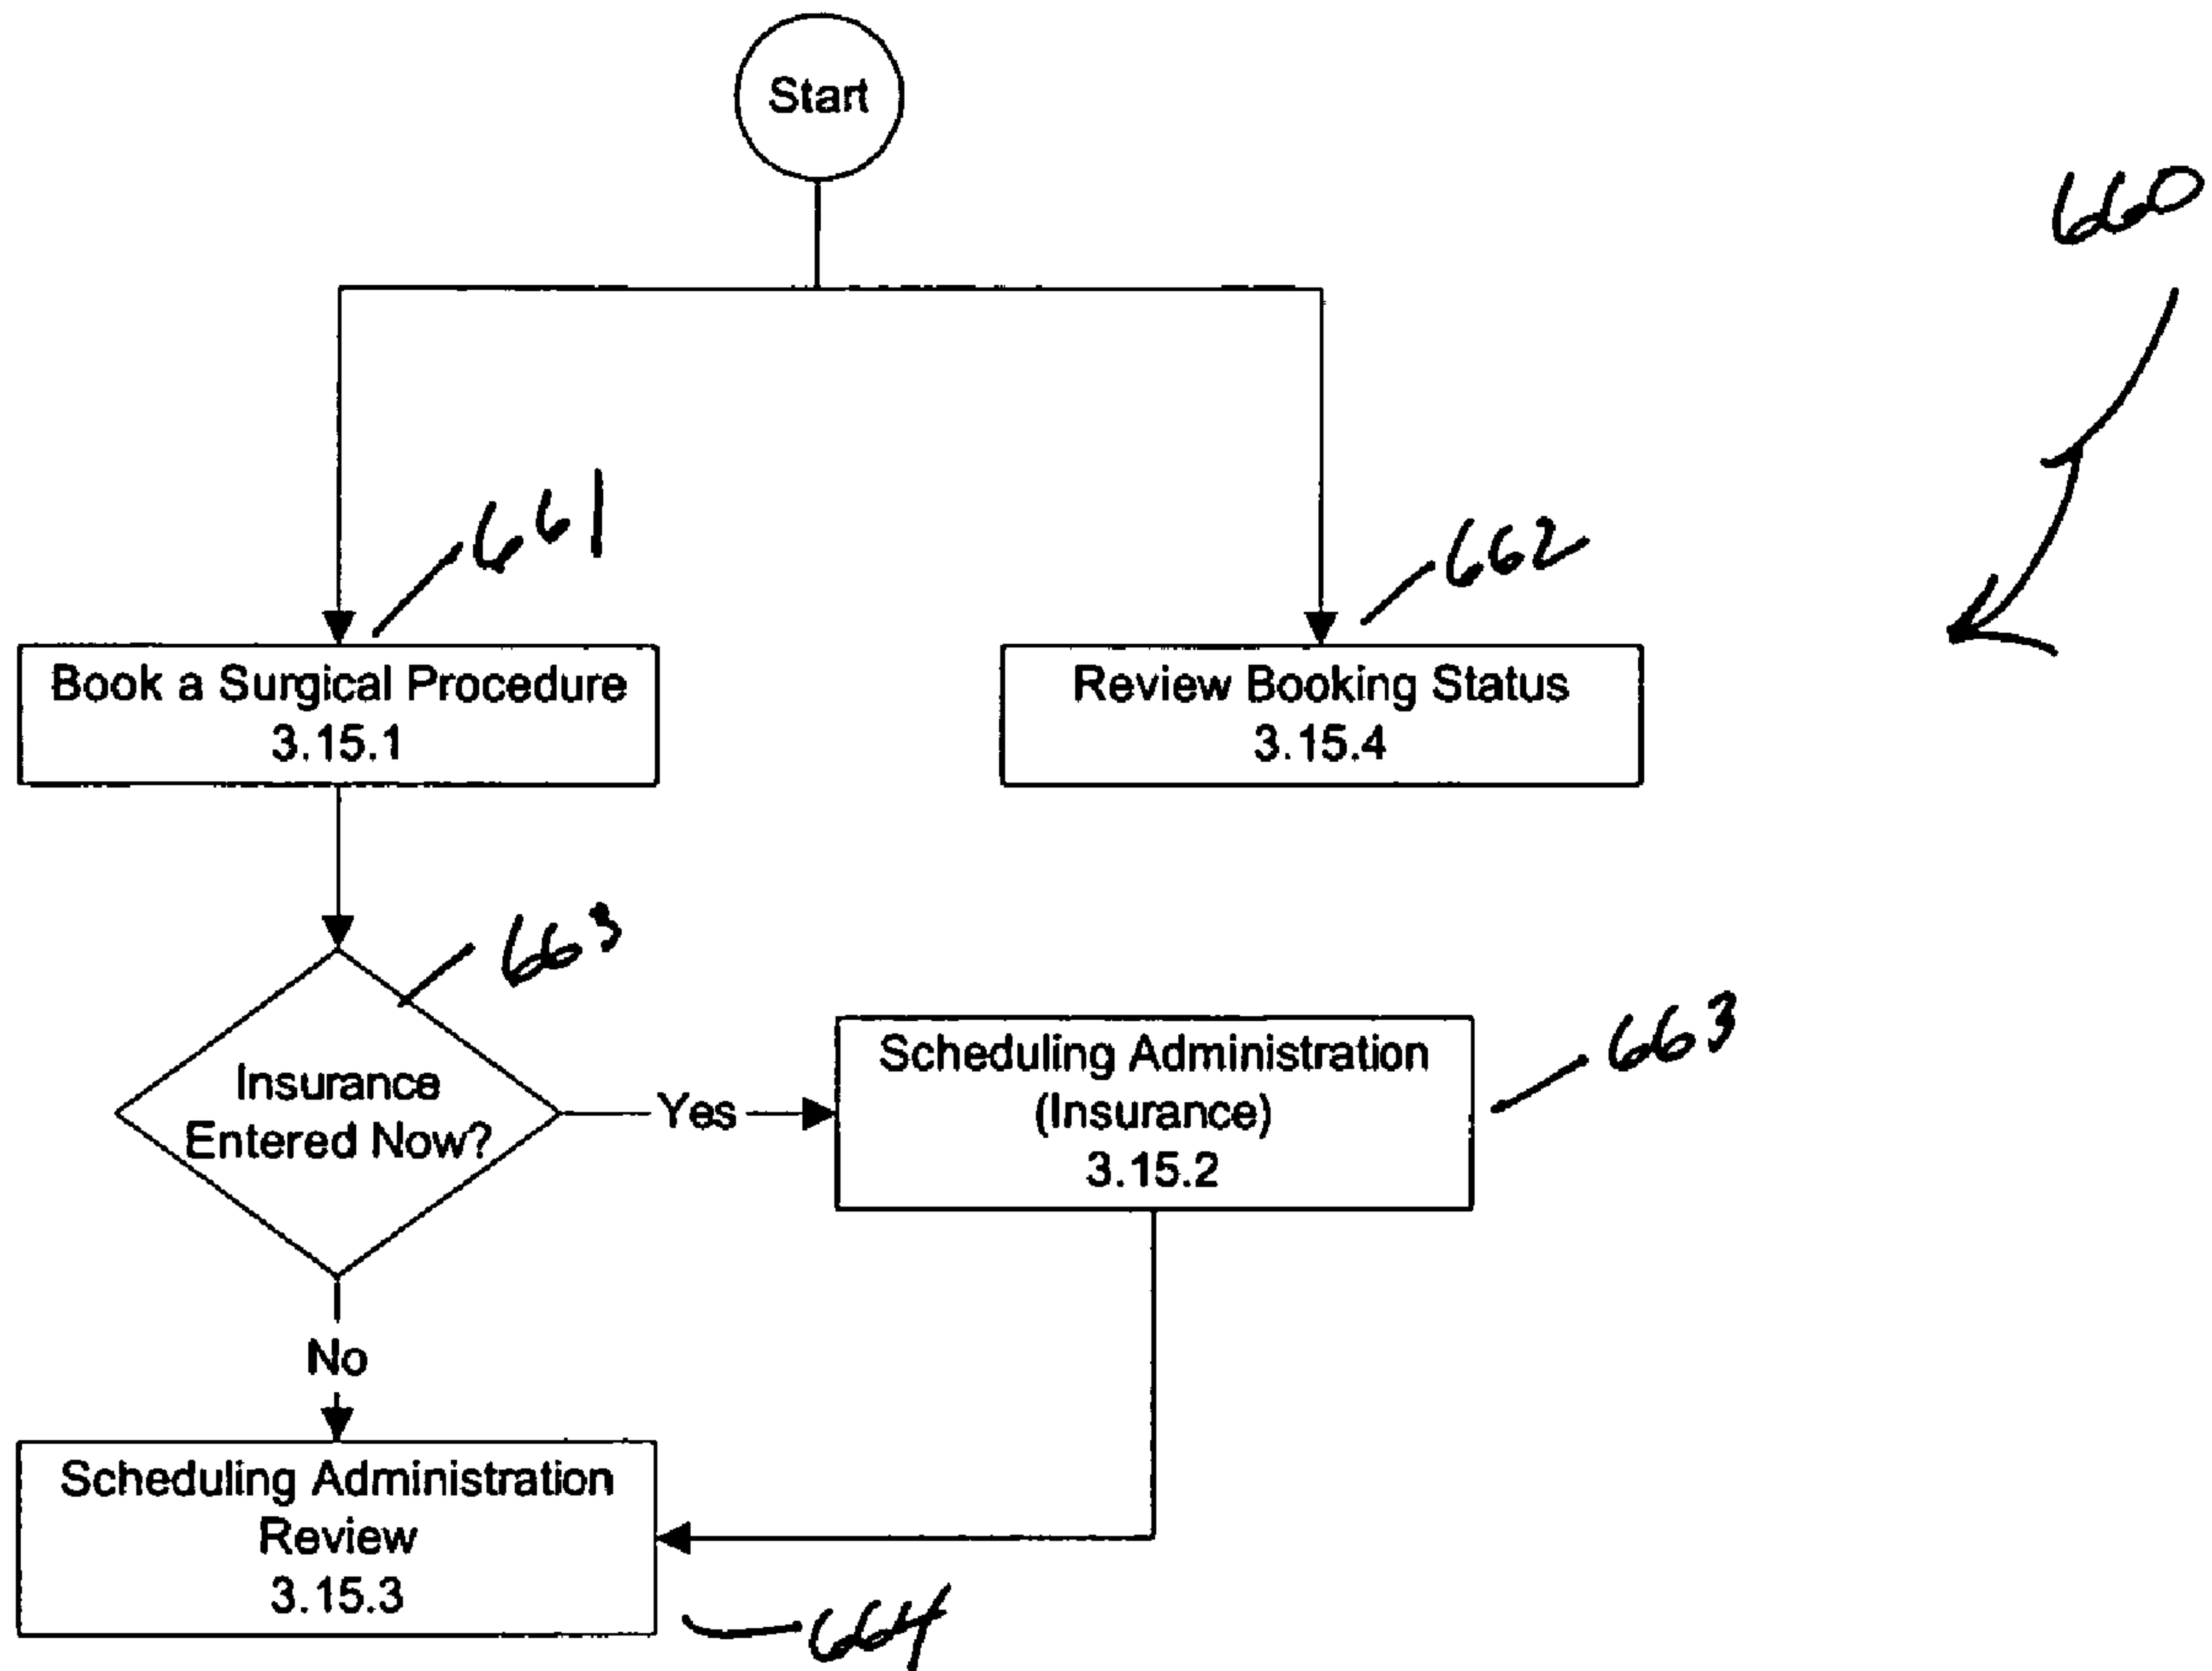 Start
660
661
662
Book a Surgical Procedure
3.15.1
Review Booking Status
3.15.4
663
Insurance
Entered Now?
Yes
Scheduling Administration
(Insurance)
3.15.2
663
No
Scheduling Administration
Review
3.15.3
664